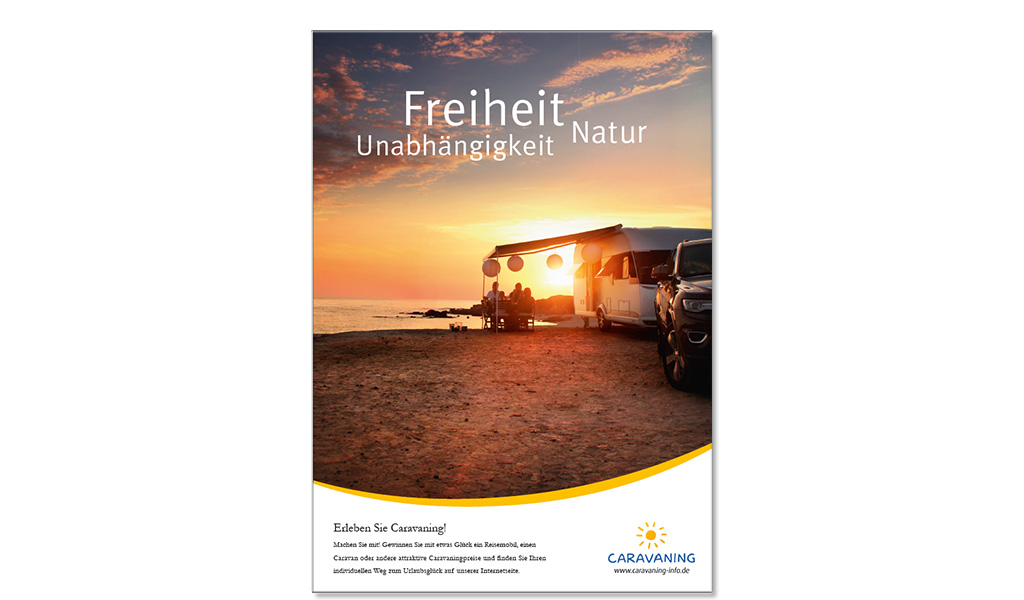 Freiheit
Unabhängigkeit Natur
Erleben Sie Caravaning!
Machen Sie mit! Gewinnen Sie mit etwas Glück ein Reisemobil, einen
Caravan oder andere attraktive Caravaningpreise und finden Sie Ihren
individuellen Weg zum Urlaubsglück auf unserer Internetseite.
CARAVANING
www.caravaning-info.de